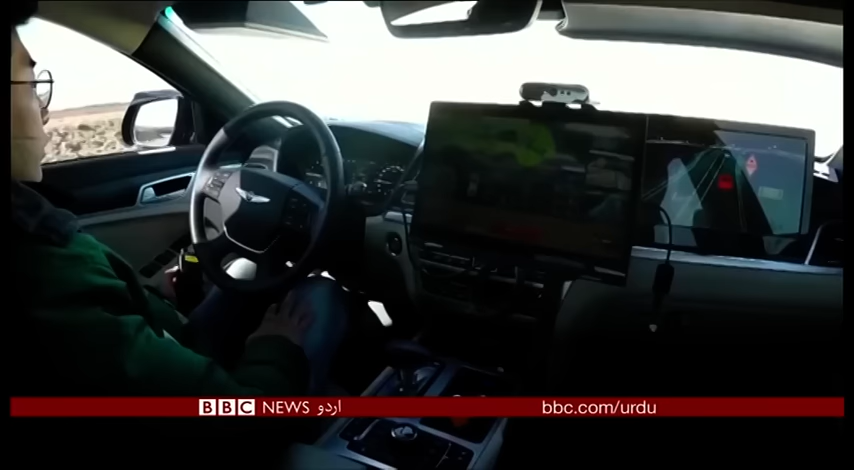 BBC NEWS اردو bbc.com/urdu